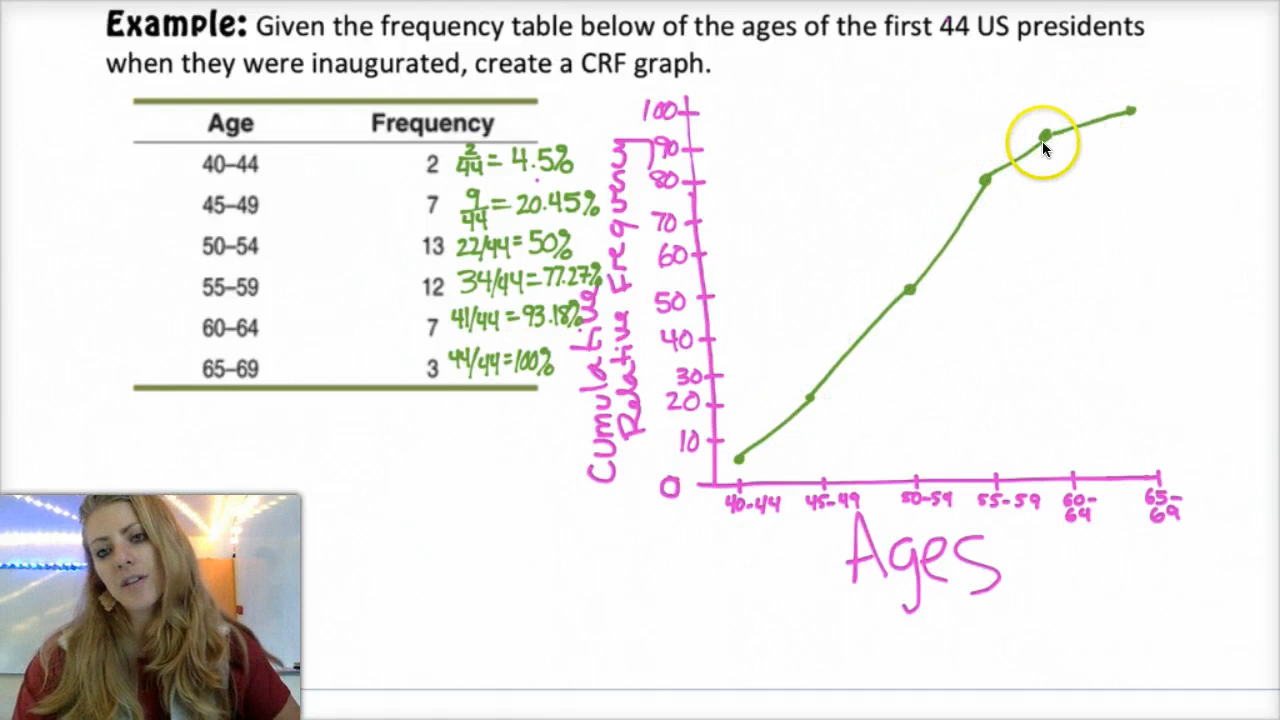 Example: Given the frequency table below of the ages of the first 44 US presidents
when they were inaugurated, create a CRF graph.
Age Frequency
40–44 2 2/44 = 4.5%
45–49 7 9/44 = 20.45%
50–54 13 22/44 = 50%
55–59 12 34/44 = 77.27%
60–64 7 41/44 = 93.18%
65–69 3 44/44 = 100%
Cumulative
Relative Frequency
100
90
80
70
60
50
40
30
20
10
0
40-44 45-49 50-54 55-59 60-64 65-69
Ages